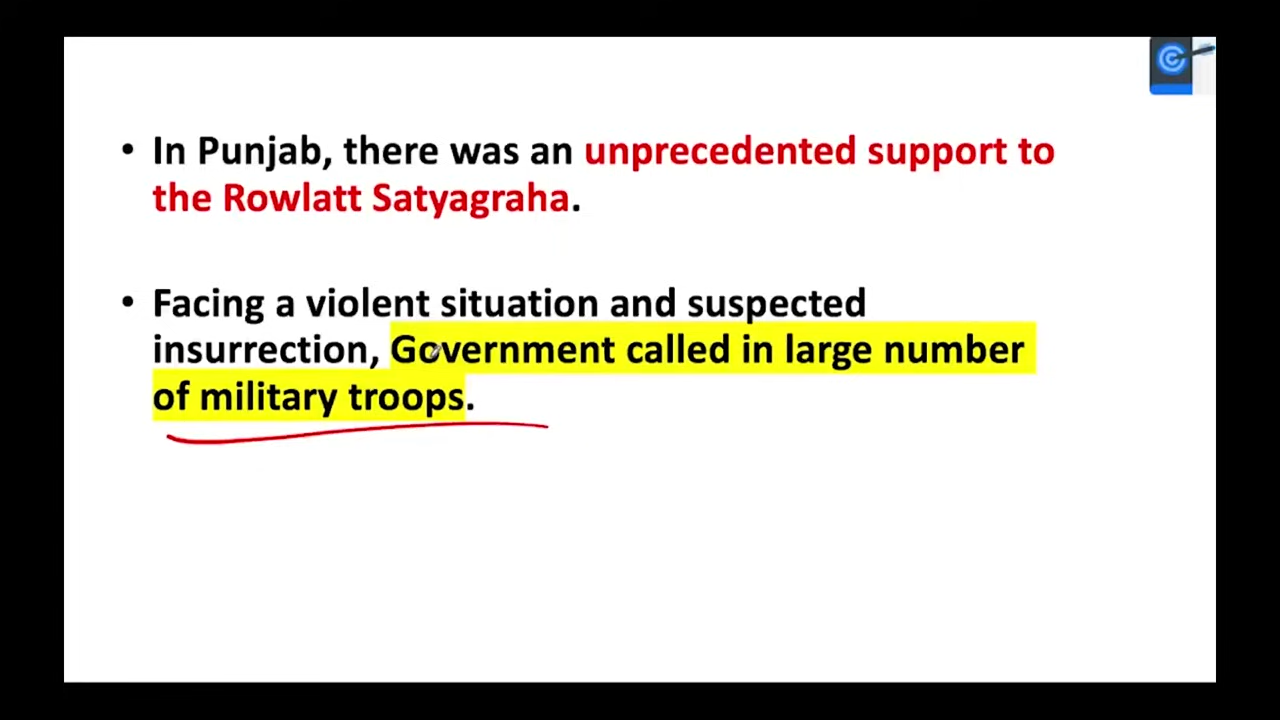 • In Punjab, there was an unprecedented support to
the Rowlatt Satyagraha.
• Facing a violent situation and suspected
insurrection, Government called in large number
of military troops.